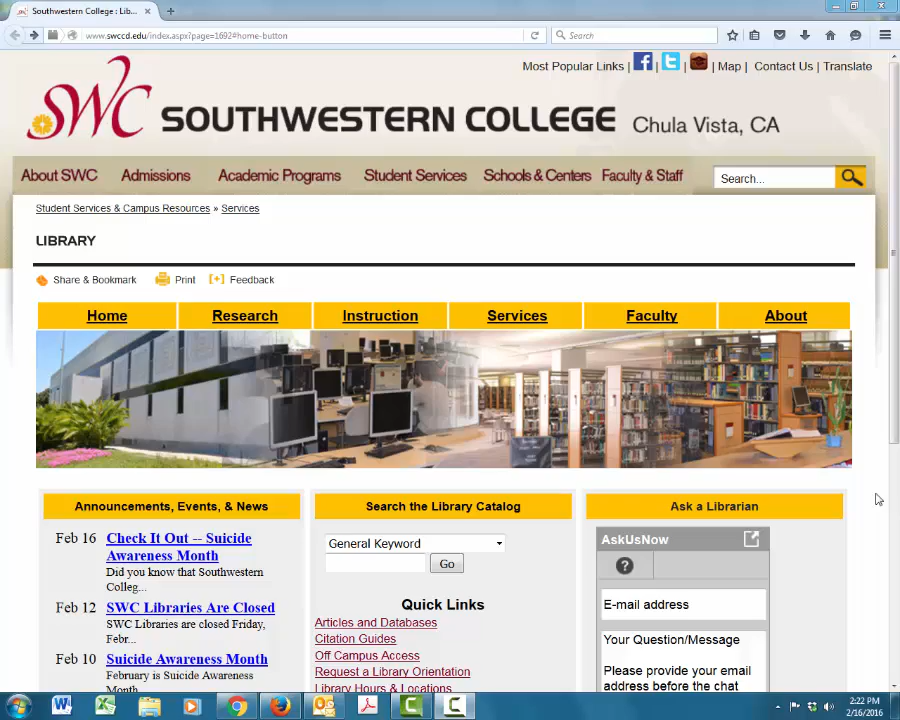 Southwestern College : Lib...
www.swccd.edu/index.aspx?page=1692#home-button
Search
Most Popular Links | | | | Map | Contact Us | Translate
SWC SOUTHWESTERN COLLEGE Chula Vista, CA
About SWC Admissions Academic Programs Student Services Schools & Centers Faculty & Staff Search...
Student Services & Campus Resources » Services
LIBRARY
Share & Bookmark Print [+] Feedback
Home Research Instruction Services Faculty About
Announcements, Events, & News
Feb 16 Check It Out -- Suicide
Awareness Month
Did you know that Southwestern
Colleg...
Feb 12 SWC Libraries Are Closed
SWC Libraries are closed Friday,
Febr...
Feb 10 Suicide Awareness Month
February is Suicide Awareness
Month
Search the Library Catalog
General Keyword
Go
Quick Links
Articles and Databases
Citation Guides
Off Campus Access
Request a Library Orientation
Library Hours & Locations
Ask a Librarian
AskUsNow
?
E-mail address
Your Question/Message
Please provide your email
address before the chat
2:22 PM
2/16/2016